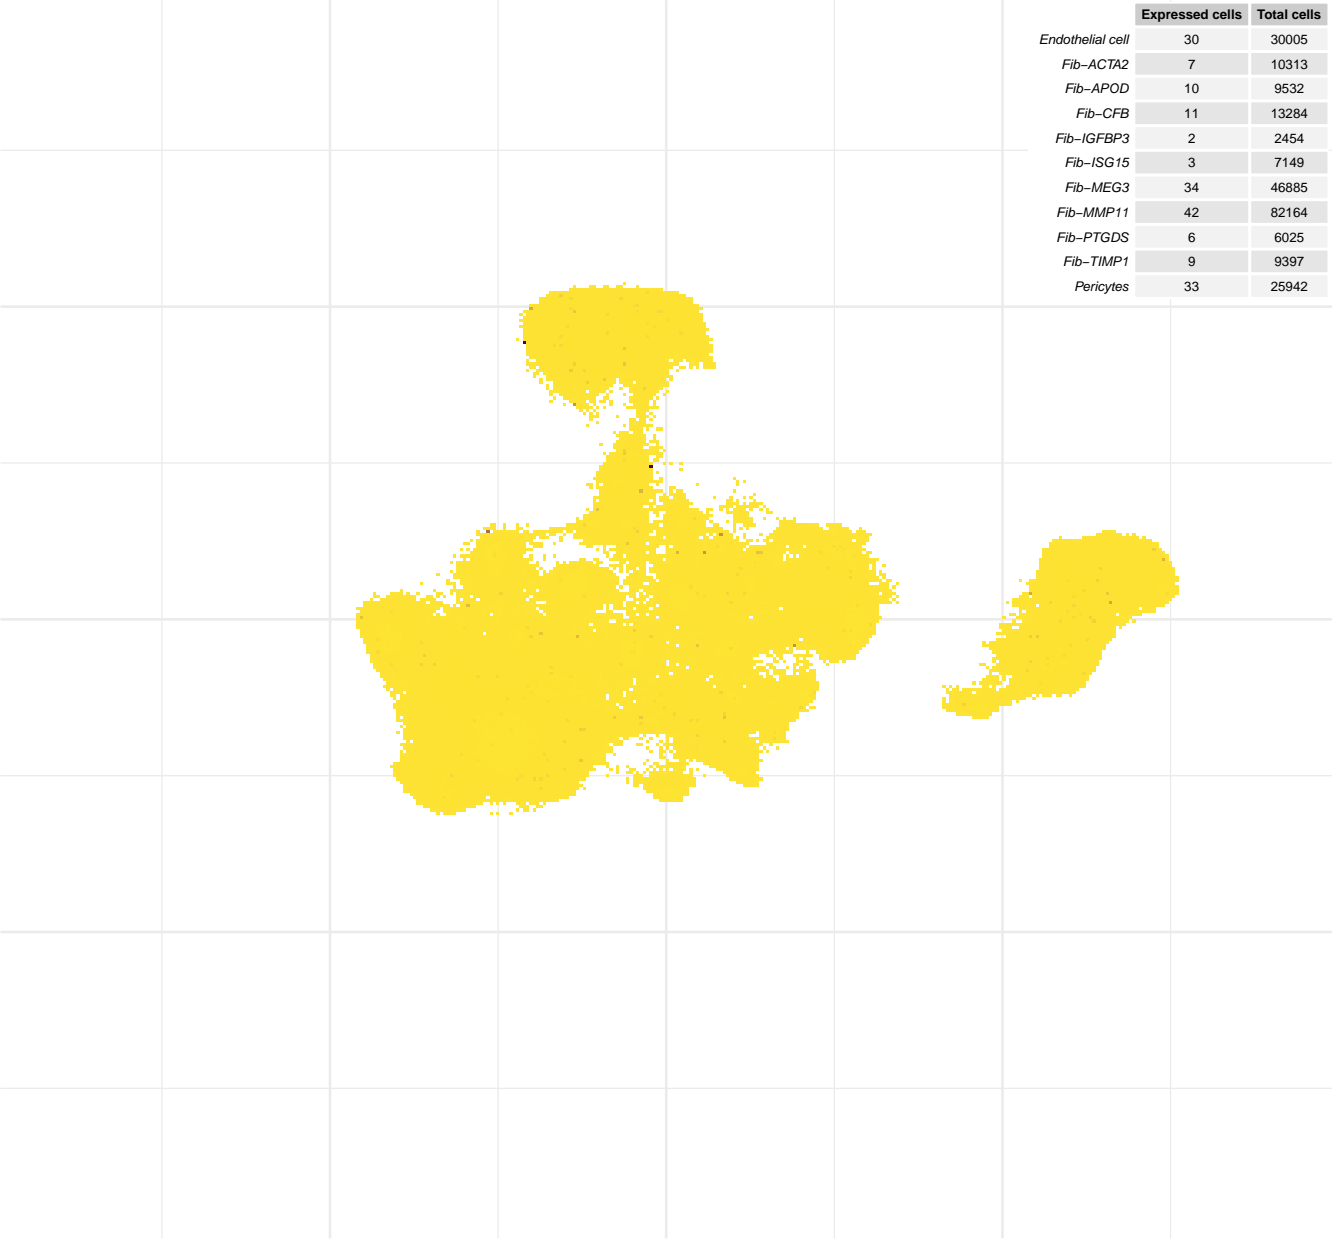 Expressed cells Total cells
Endothelial cell 30 30005
Fib−ACTA2 7 10313
Fib−APOD 10 9532
Fib−CFB 11 13284
Fib−IGFBP3 2 2454
Fib−ISG15 3 7149
Fib−MEG3 34 46885
Fib−MMP11 42 82164
Fib−PTGDS 6 6025
Fib−TIMP1 9 9397
Pericytes 33 25942